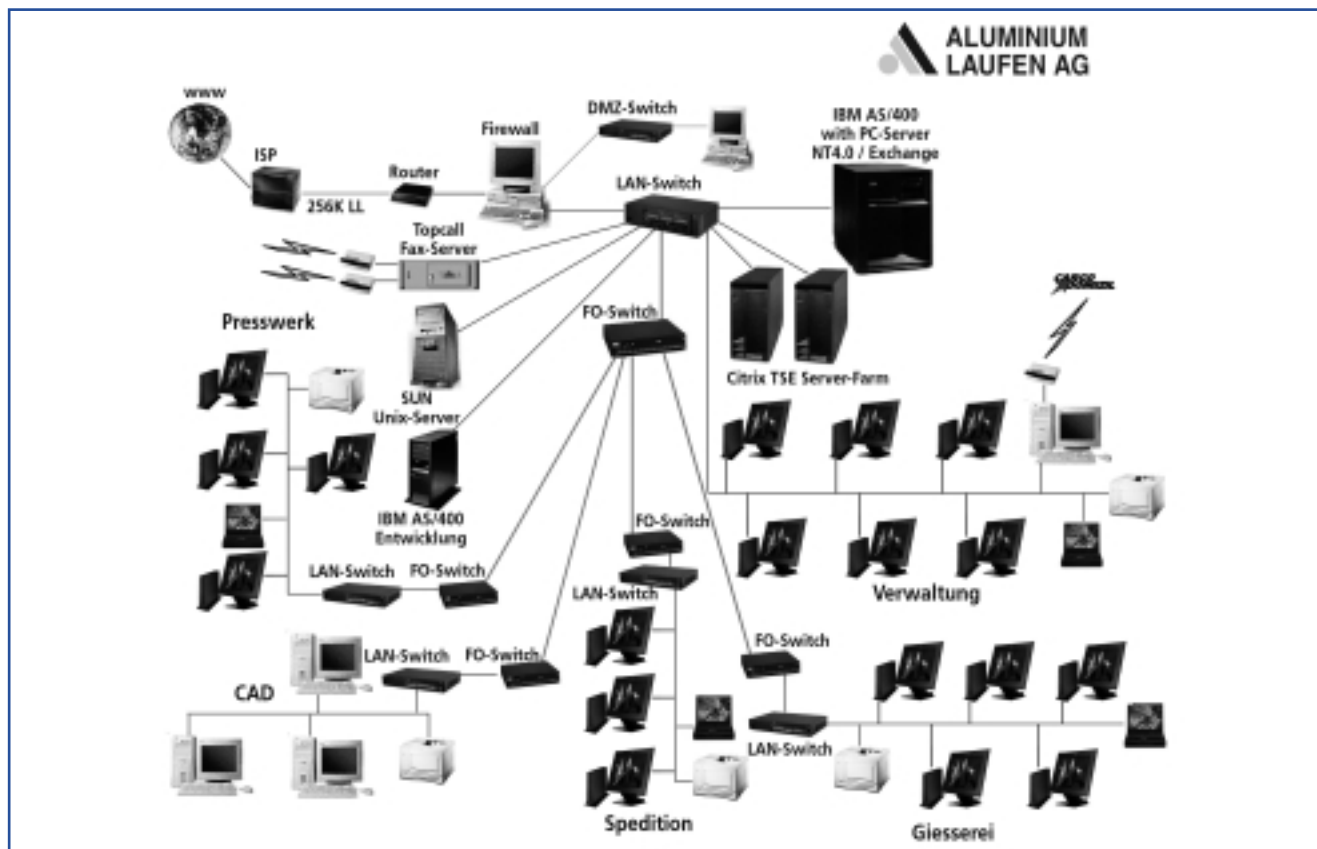 ALUMINIUM
LAUFEN AG
WWW
ISP
256K LL
Router
Firewall
DMZ-Switch
IBM AS/400
with PC-Server
NT4.0 / Exchange
LAN-Switch
Topcall
Fax-Server
FO-Switch
Presswerk
SUN
Unix-Server
Citrix TSE Server-Farm
IBM AS/400
Entwicklung
LAN-Switch
FO-Switch
FO-Switch
LAN-Switch
Verwaltung
LAN-Switch
FO-Switch
CAD
FO-Switch
LAN-Switch
Spedition
Giesserei